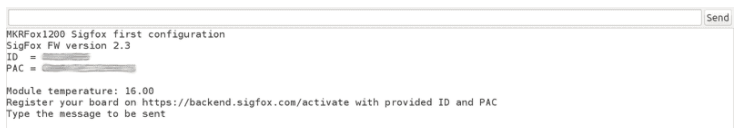 Send
MKRFox1200 Sigfox first configuration
SigFox FW version 2.3
ID =
PAC =
Module temperature: 16.00
Register your board on https://backend.sigfox.com/activate with provided ID and PAC
Type the message to be sent